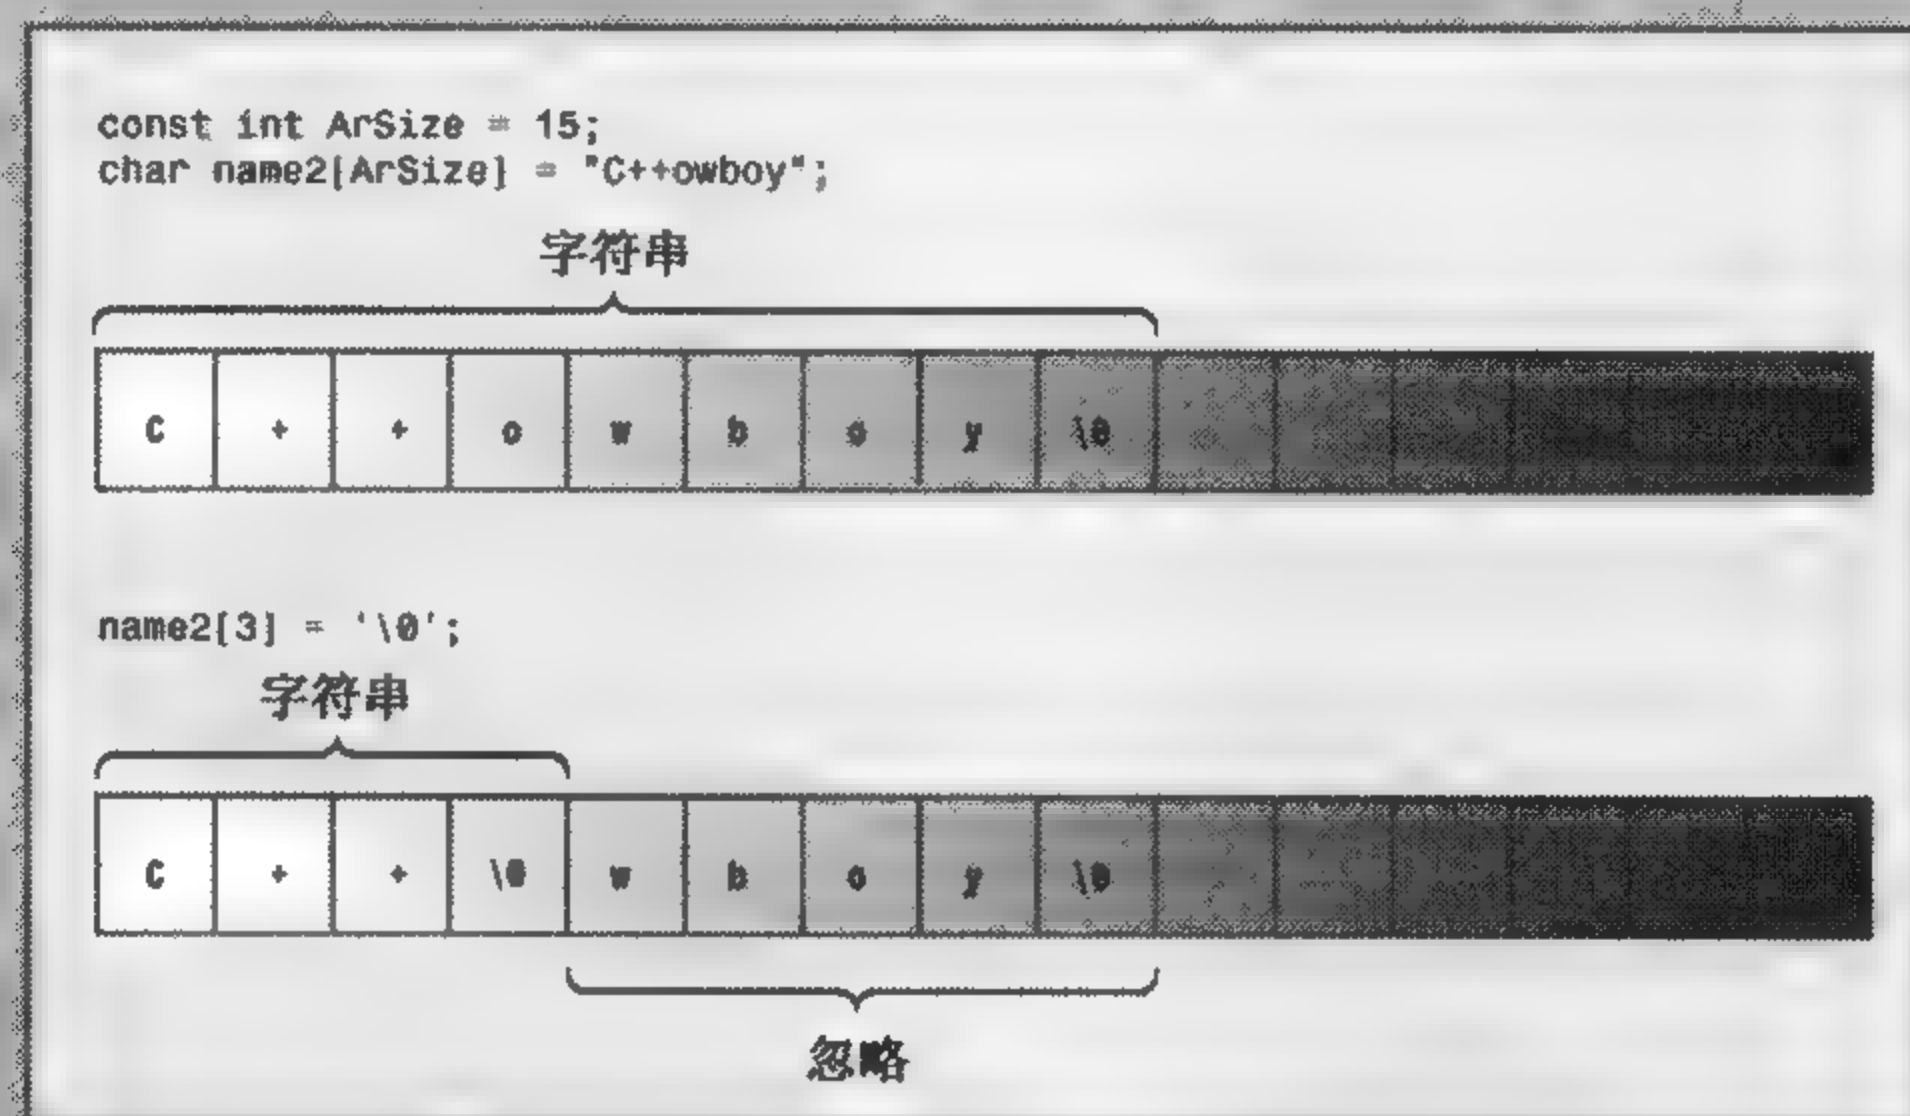 const int ArSize = 15;
char name2[ArSize] = "C++owboy";
字符串
C + + o w b o y \0
name2[3] = '\0';
字符串
C + + \0 w b o y \0
忽略